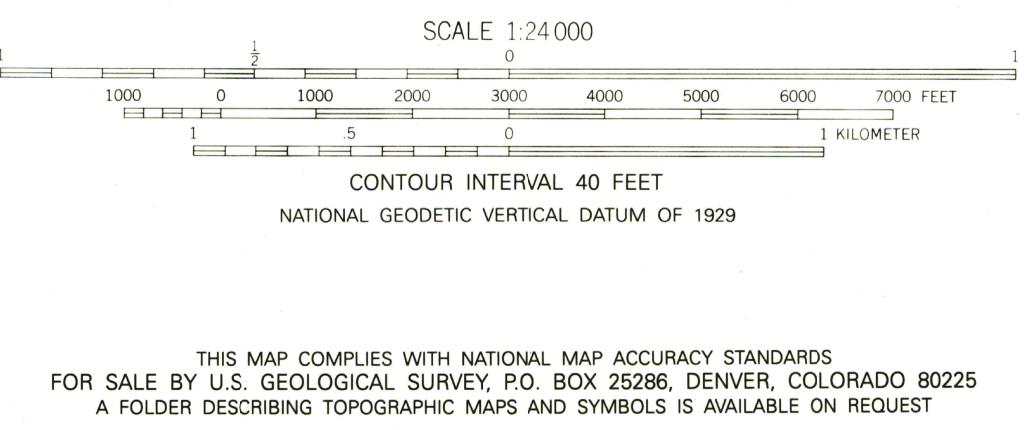 SCALE 1:24 000
1 1/2 0 1
1000 0 1000 2000 3000 4000 5000 6000 7000 FEET
1 .5 0 1 KILOMETER
CONTOUR INTERVAL 40 FEET
NATIONAL GEODETIC VERTICAL DATUM OF 1929
THIS MAP COMPLIES WITH NATIONAL MAP ACCURACY STANDARDS
FOR SALE BY U.S. GEOLOGICAL SURVEY, P.O. BOX 25286, DENVER, COLORADO 80225
A FOLDER DESCRIBING TOPOGRAPHIC MAPS AND SYMBOLS IS AVAILABLE ON REQUEST